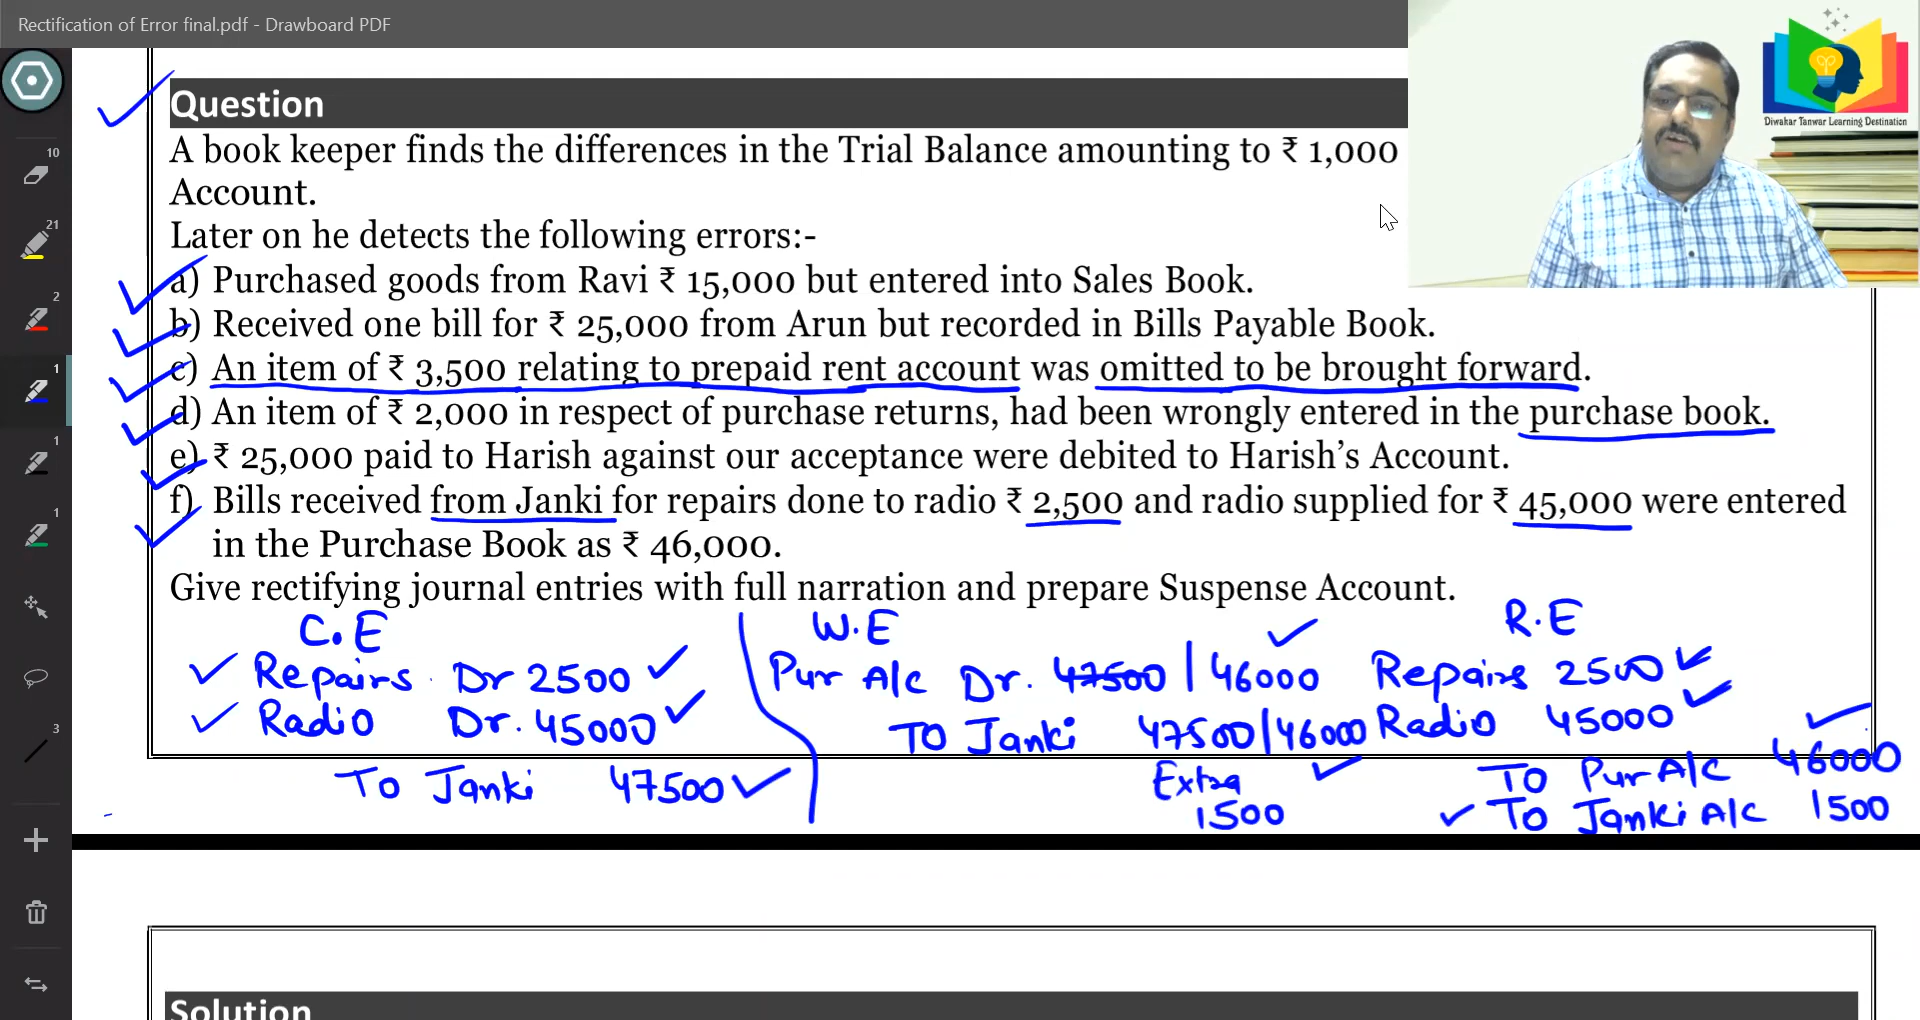 Rectification of Error final.pdf - Drawboard PDF
Diwakar Tanwar Learning Destination
Question
A book keeper finds the differences in the Trial Balance amounting to ₹ 1,000
Account.
Later on he detects the following errors:-
a) Purchased goods from Ravi ₹ 15,000 but entered into Sales Book.
b) Received one bill for ₹ 25,000 from Arun but recorded in Bills Payable Book.
c) An item of ₹ 3,500 relating to prepaid rent account was omitted to be brought forward.
d) An item of ₹ 2,000 in respect of purchase returns, had been wrongly entered in the purchase book.
e) ₹ 25,000 paid to Harish against our acceptance were debited to Harish's Account.
f) Bills received from Janki for repairs done to radio ₹ 2,500 and radio supplied for ₹ 45,000 were entered
in the Purchase Book as ₹ 46,000.
Give rectifying journal entries with full narration and prepare Suspense Account.
C.E
Repairs Dr 2500
Radio Dr. 45000
To Janki 47500
W.E
Pur A/c Dr. 47500 | 46000
TO Janki 47500/46000
Extra
1500
R.E
Repairs 2500
Radio 45000
TO Pur A/c 46000
TO Janki A/c 1500
Solution
10
21
2
1
1
1
3